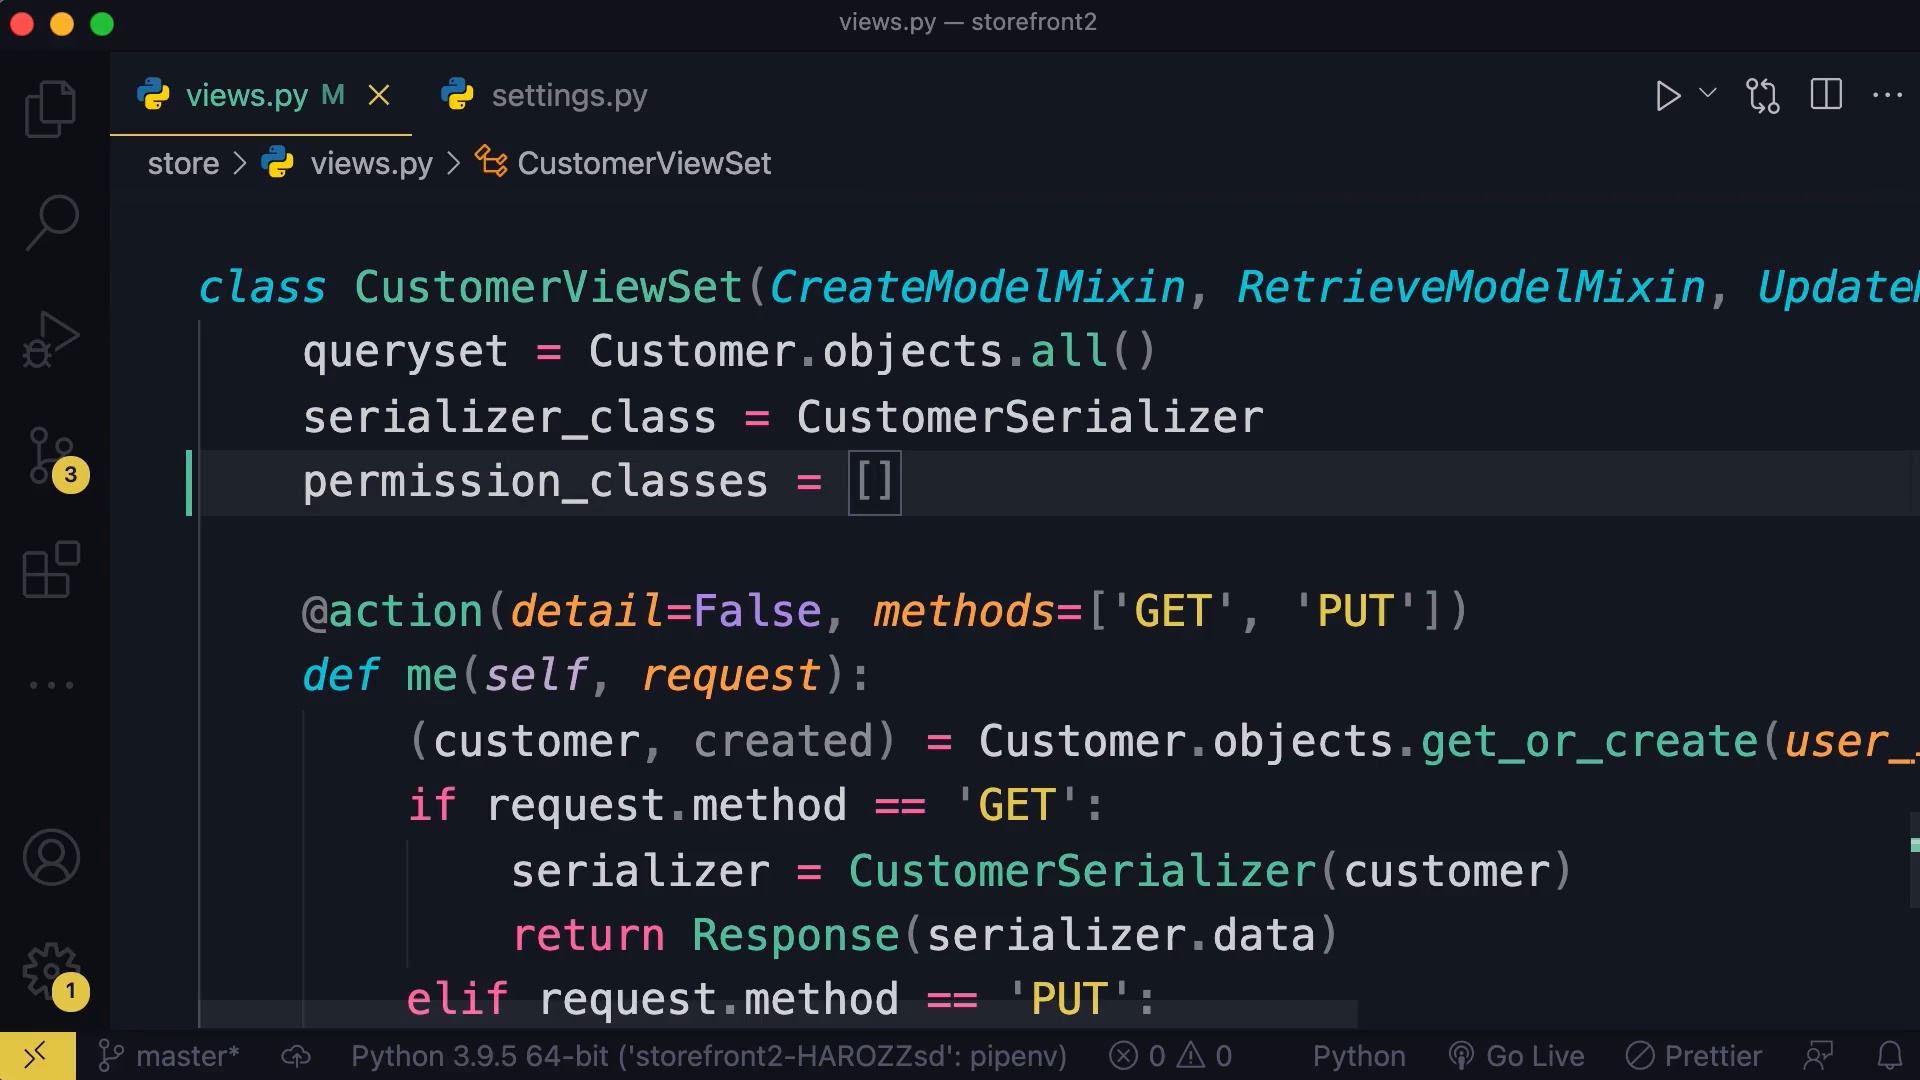 views.py — storefront2
views.py M
settings.py
store > views.py > CustomerViewSet
class CustomerViewSet(CreateModelMixin, RetrieveModelMixin, Update
queryset = Customer.objects.all()
serializer_class = CustomerSerializer
permission_classes = []
@action(detail=False, methods=['GET', 'PUT'])
def me(self, request):
(customer, created) = Customer.objects.get_or_create(user_
if request.method == 'GET':
serializer = CustomerSerializer(customer)
return Response(serializer.data)
elif request.method == 'PUT':
3
1
master* Python 3.9.5 64-bit ('storefront2-HAROZZsd': pipenv) 0 0 Python Go Live Prettier